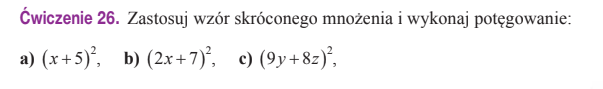 Ćwiczenie 26. Zastosuj wzór skróconego mnożenia i wykonaj potęgowanie:
a) (x+5)², b) (2x+7)², c) (9y+8z)²,